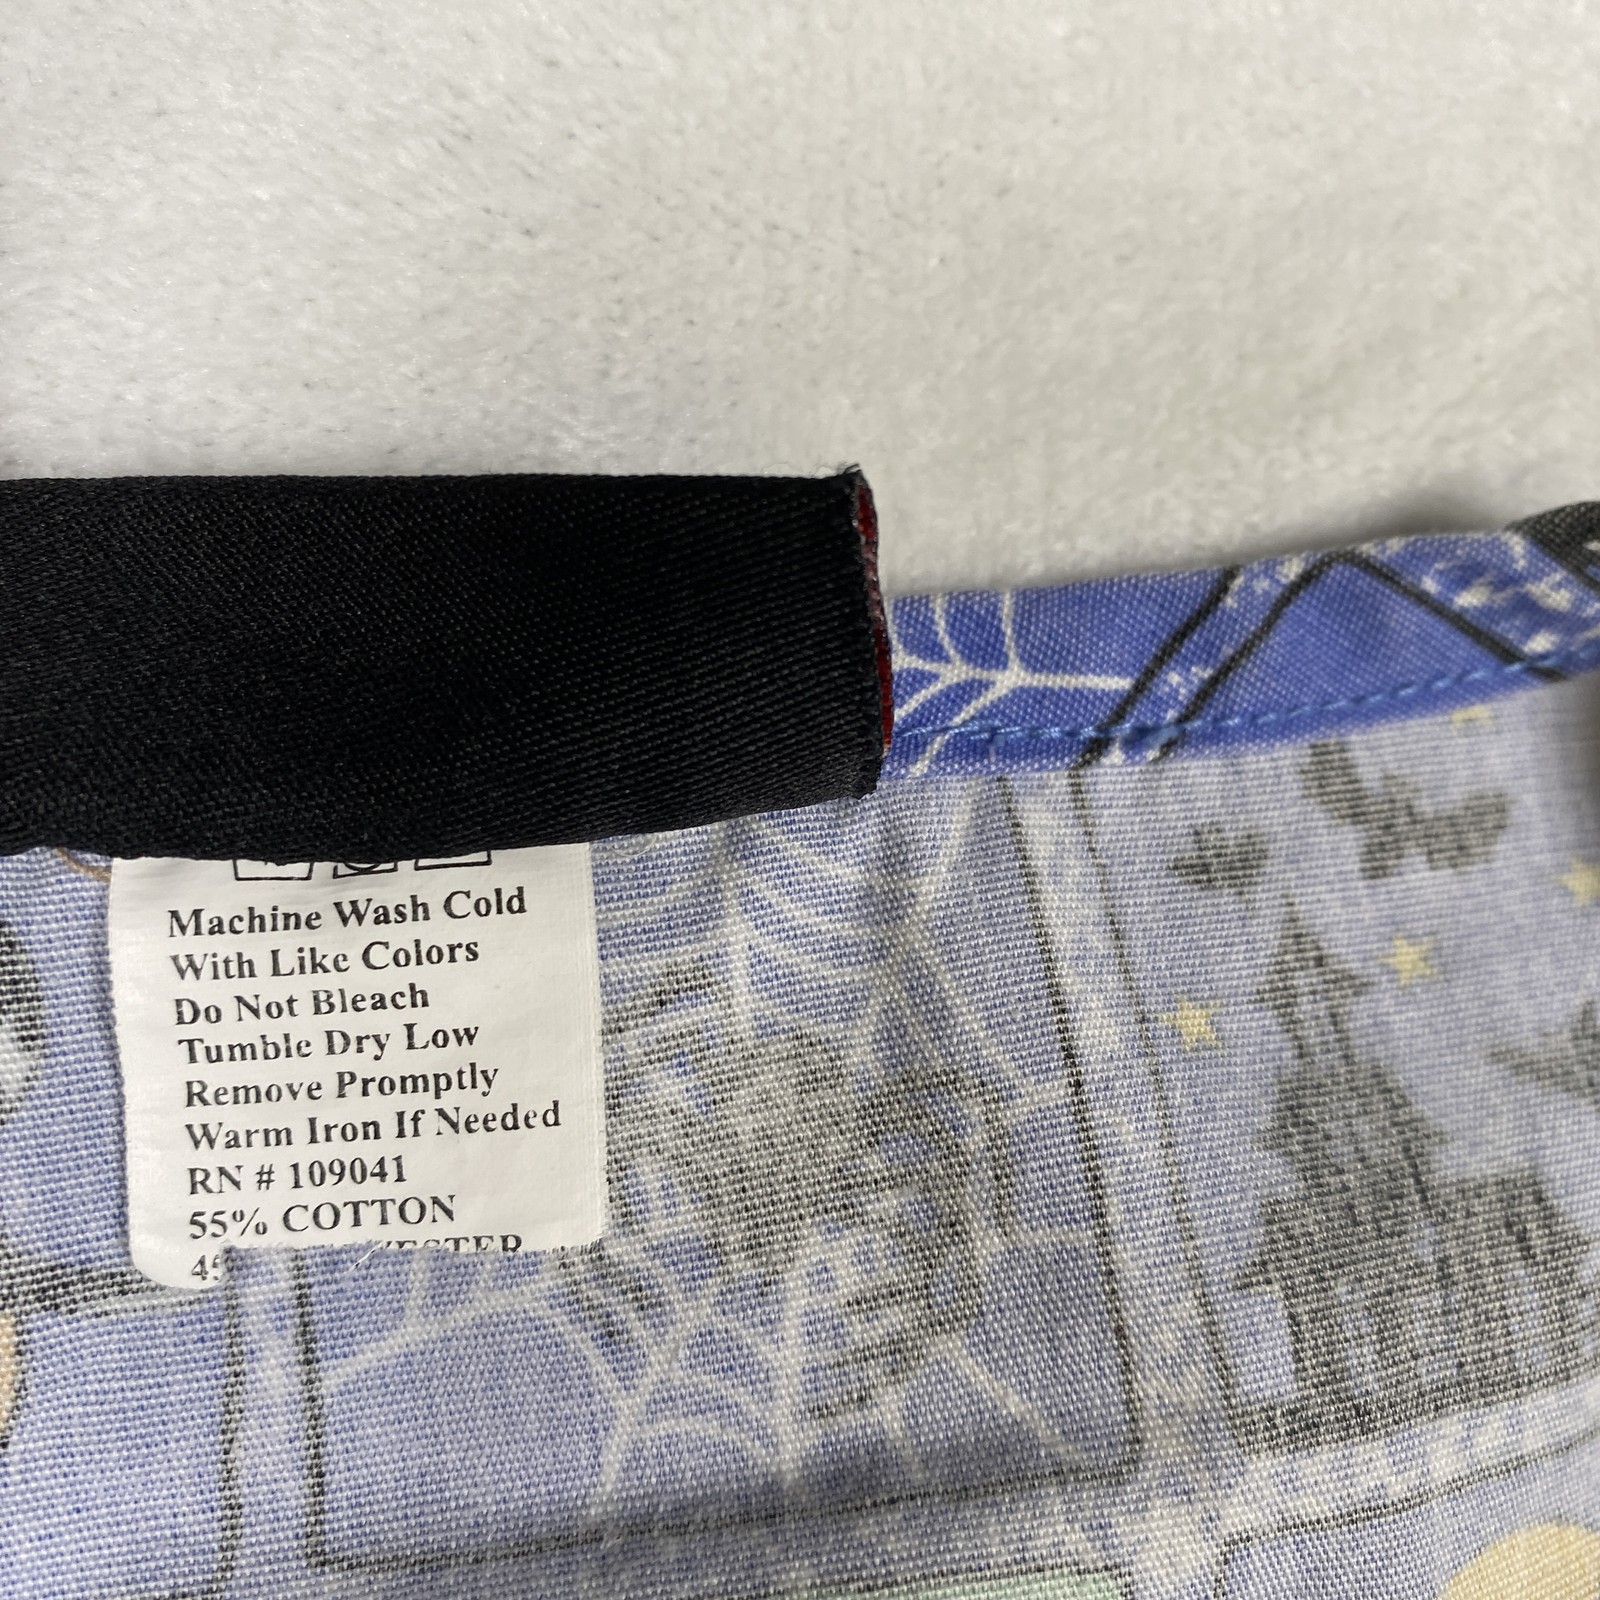 Machine Wash Cold
With Like Colors
Do Not Bleach
Tumble Dry Low
Remove Promptly
Warm Iron If Needed
RN # 109041
55% COTTON